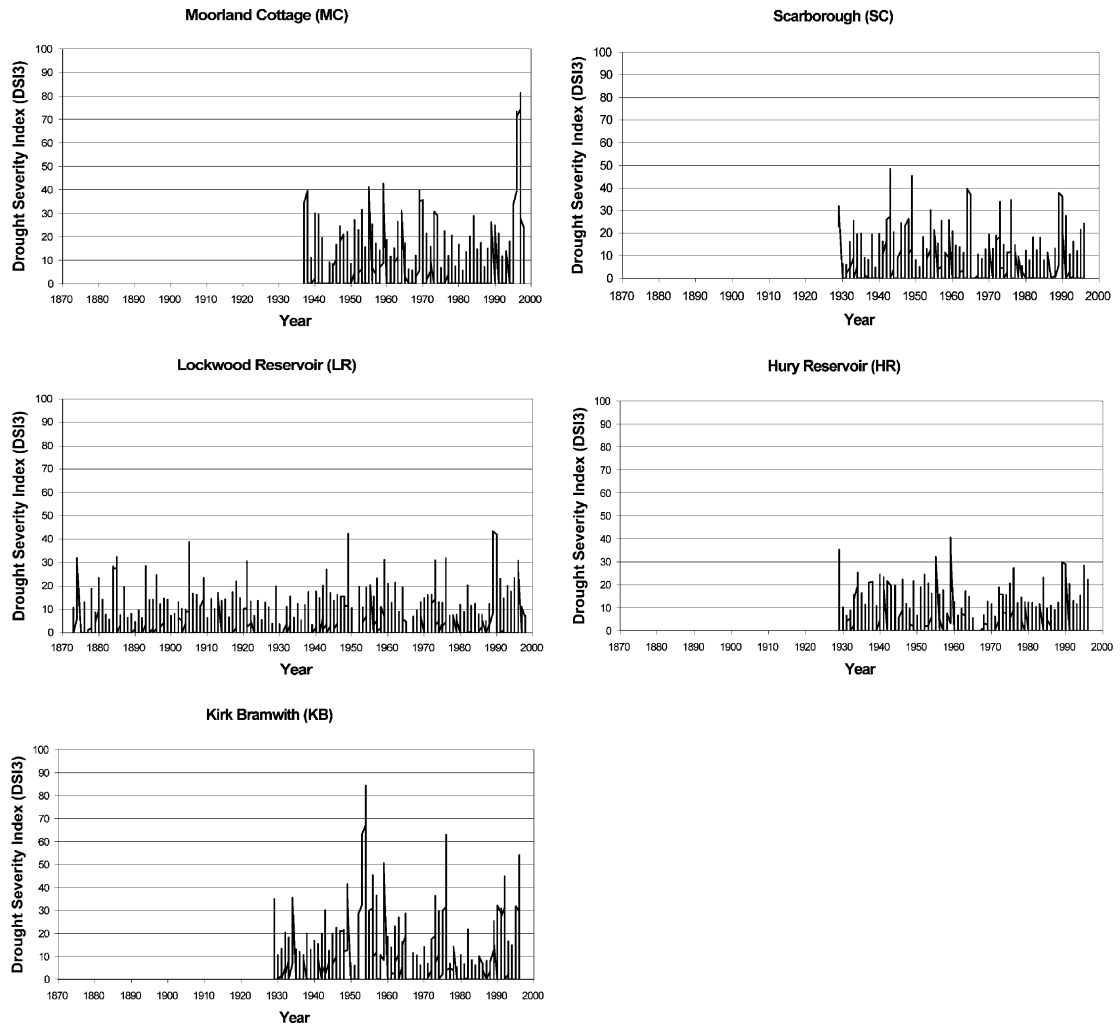 Moorland Cottage (MC)
Drought Severity Index (DSI3)
100
90
80
70
60
50
40
30
20
10
0
1870 1880 1890 1900 1910 1920 1930 1940 1950 1960 1970 1980 1990 2000
Year
Scarborough (SC)
Drought Severity Index (DSI3)
100
90
80
70
60
50
40
30
20
10
0
1870 1880 1890 1900 1910 1920 1930 1940 1950 1960 1970 1980 1990 2000
Year
Lockwood Reservoir (LR)
Drought Severity Index (DSI3)
100
90
80
70
60
50
40
30
20
10
0
1870 1880 1890 1900 1910 1920 1930 1940 1950 1960 1970 1980 1990 2000
Year
Hury Reservoir (HR)
Drought Severity Index (DSI3)
100
90
80
70
60
50
40
30
20
10
0
1870 1880 1890 1900 1910 1920 1930 1940 1950 1960 1970 1980 1990 2000
Year
Kirk Bramwith (KB)
Drought Severity Index (DSI3)
100
90
80
70
60
50
40
30
20
10
0
1870 1880 1890 1900 1910 1920 1930 1940 1950 1960 1970 1980 1990 2000
Year